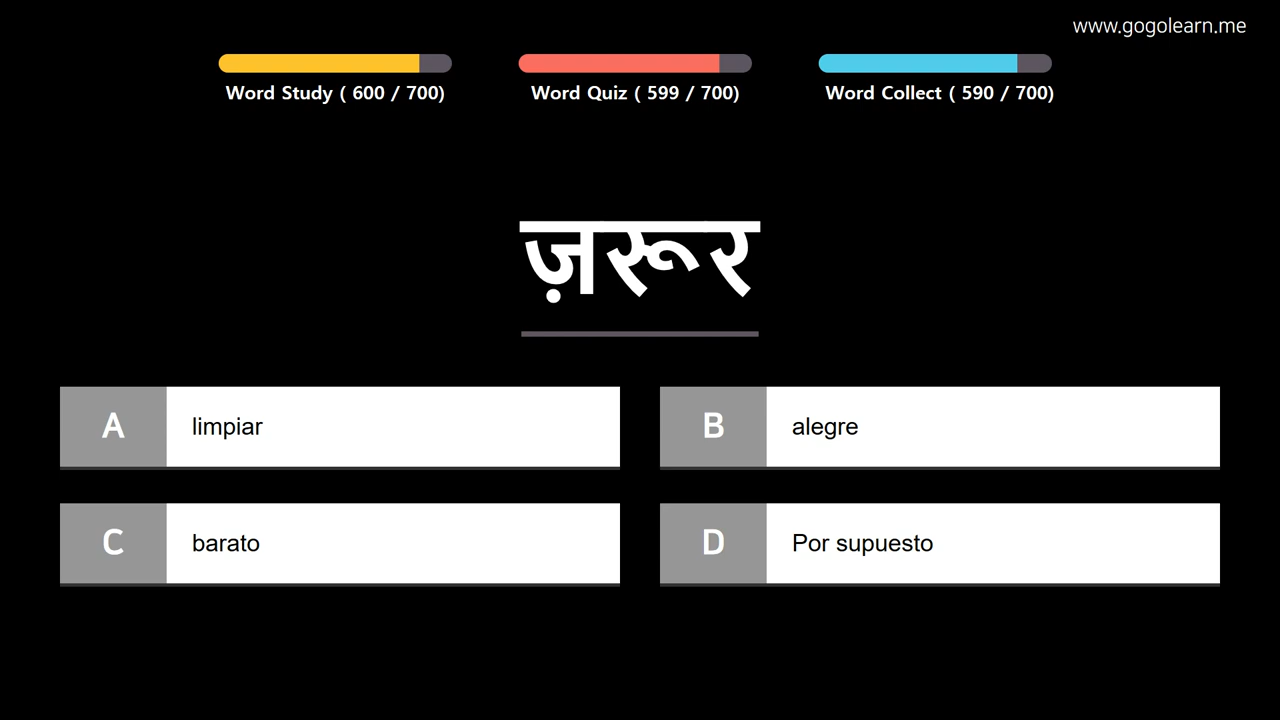 www.gogolearn.me
Word Study ( 600 / 700)
Word Quiz ( 599 / 700)
Word Collect ( 590 / 700)
ज़रूर
A limpiar
B alegre
C barato
D Por supuesto